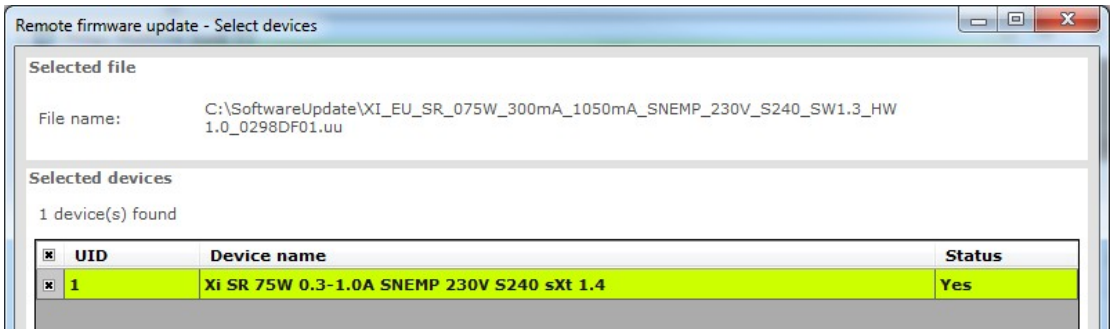 Remote firmware update - Select devices
Selected file
File name:
C:\SoftwareUpdate\XI_EU_SR_075W_300mA_1050mA_SNEMP_230V_S240_SW1.3_HW
1.0_0298DF01.uu
Selected devices
1 device(s) found
UID Device name Status
1 Xi SR 75W 0.3-1.0A SNEMP 230V S240 sXt 1.4 Yes